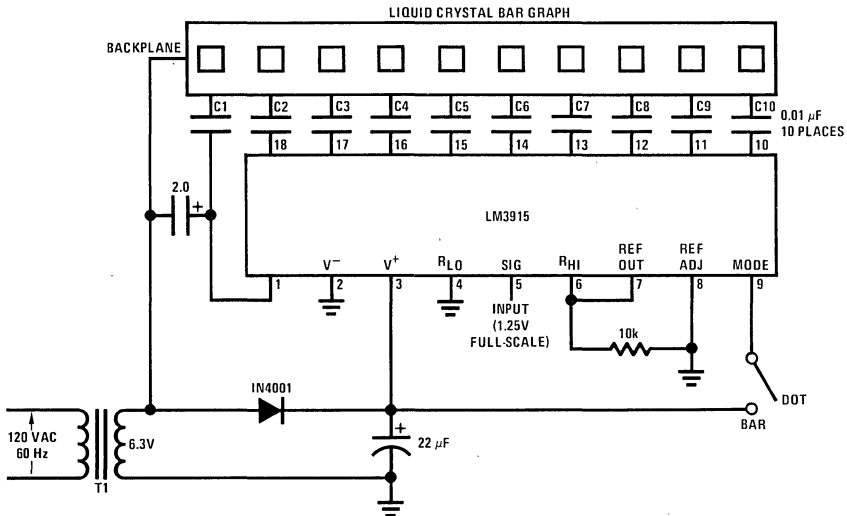 LIQUID CRYSTAL BAR GRAPH
BACKPLANE
C1 C2 C3 C4 C5 C6 C7 C8 C9 C10
0.01 μF
10 PLACES
18 17 16 15 14 13 12 11 10
2.0
+
LM3915
V− V+ RLO SIG RHI REF OUT REF ADJ MODE
1 2 3 4 5 6 7 8 9
INPUT
(1.25V
FULL-SCALE)
10k
DOT
BAR
IN4001
+
22 μF
120 VAC
60 Hz
6.3V
T1